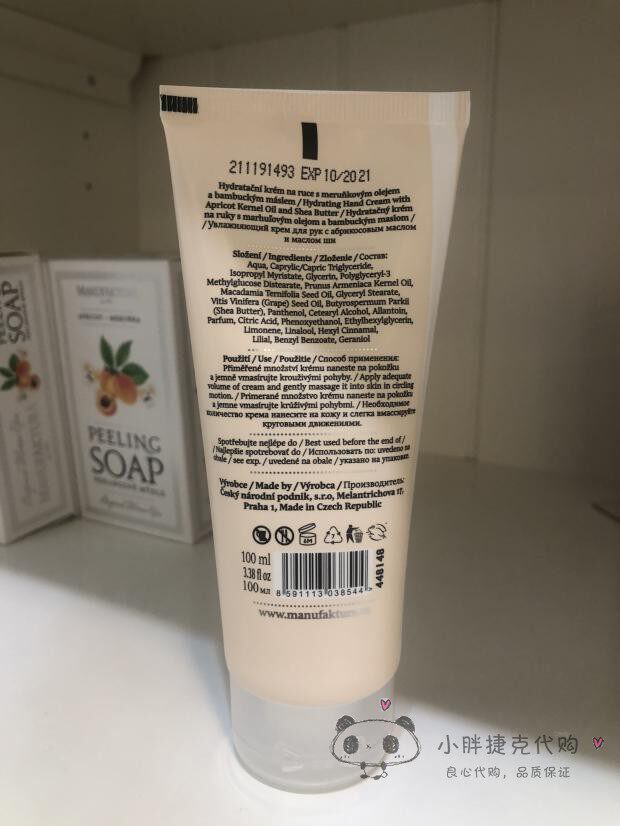 211191493 EXP 10/2021
Hydratační krém na ruce s meruňkovým olejem
a bambuckým máslem / Hydrating Hand Cream with
Apricot Kernel Oil and Shea Butter / Hydratačný krém
na ruky s marhuľovým olejom a bambuckým maslom /
/ Увлажняющий крем для рук с абрикосовым маслом
и маслом ши
Složení / Ingredients / Zloženie / Состав:
Aqua, Caprylic/Capric Triglyceride,
Isopropyl Myristate, Glycerin, Polyglyceryl-3
Methylglucose Distearate, Prunus Armeniaca Kernel Oil,
Macadamia Ternifolia Seed Oil, Glyceryl Stearate,
Vitis Vinifera (Grape) Seed Oil, Butyrospermum Parkii
(Shea Butter), Panthenol, Cetearyl Alcohol, Allantoin,
Parfum, Citric Acid, Phenoxyethanol, Ethylhexylglycerin,
Limonene, Linalool, Hexyl Cinnamal,
Lilial, Benzyl Benzoate, Geraniol
Použití / Use / Použitie / Способ применения:
Přiměřené množství krému naneste na pokožku
a jemně vmasírujte krouživými pohyby. / Apply adequate
volume of cream and gently massage it into skin in circling
motion. / Primerané množstvo krému naneste na pokožku
a jemne vmasírujte krúživými pohybmi. / Необходимое
количество крема нанесите на кожу и слегка вмассируйте
круговыми движениями.
Spotřebujte nejlépe do / Best used before the end of /
/ Najlepšie spotrebovať do / Использовать по: uvedeno na
obale / see exp. / uvedené na obale / указано на упаковке
Výrobce / Made by / Výrobca / Производитель:
Český národní podnik, s.r.o, Melantrichova 17,
Praha 1, Made in Czech Republic
6M
7
100 ml
3.38 fl oz
100 мл
8 591113 038544 >
448148
www.manufaktura.
PEELING
SOAP
SOAP
小胖捷克代购
良心代购，品质保证